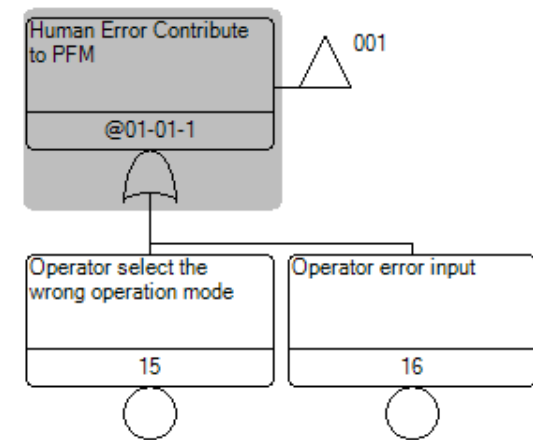 Human Error Contribute
to PFM
001
@01-01-1
Operator select the
wrong operation mode
Operator error input
15
16